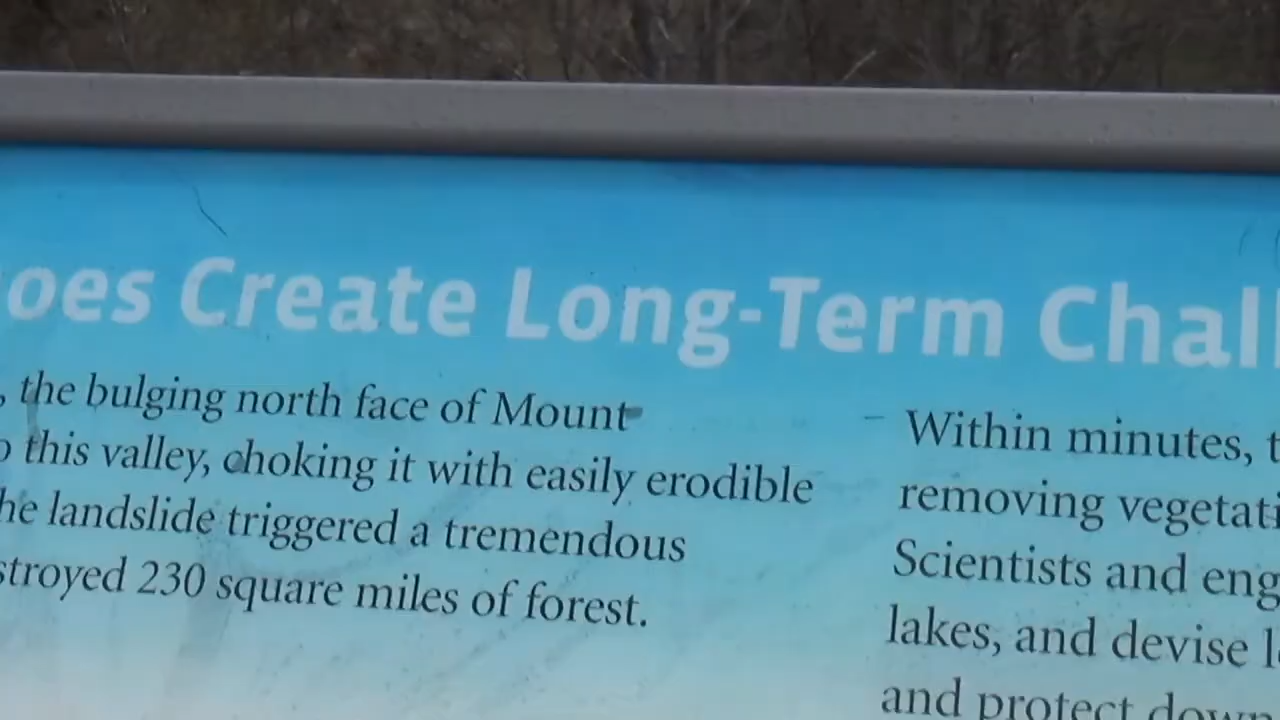 oes Create Long-Term Chal
, the bulging north face of Mount
this valley, choking it with easily erodible
he landslide triggered a tremendous
stroyed 230 square miles of forest.
Within minutes, t
removing vegetati
Scientists and eng
lakes, and devise l
and protect down